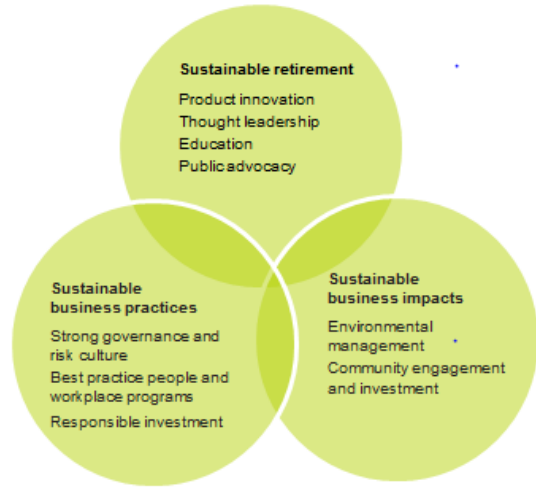 Sustainable retirement
Product innovation
Thought leadership
Education
Public advocacy
Sustainable
business practices
Strong governance and
risk culture
Best practice people and
workplace programs
Responsible investment
Sustainable
business impacts
Environmental
management
Community engagement
and investment